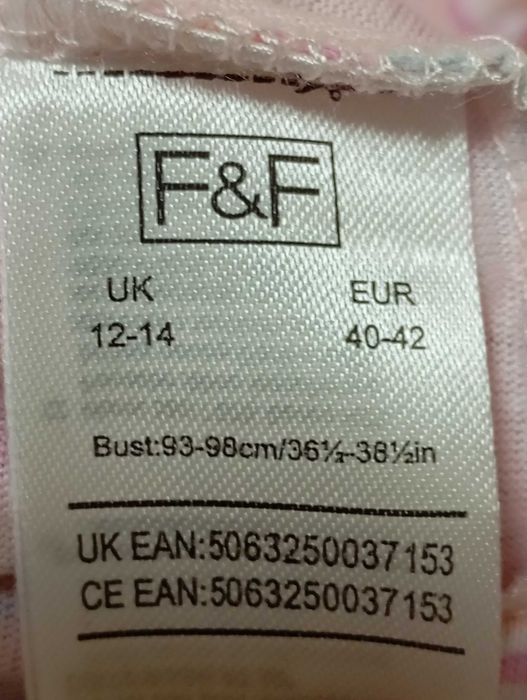 F&F
UK EUR
12-14 40-42
Bust:93-98cm/36½-38½in
UK EAN:5063250037153
CE EAN:5063250037153